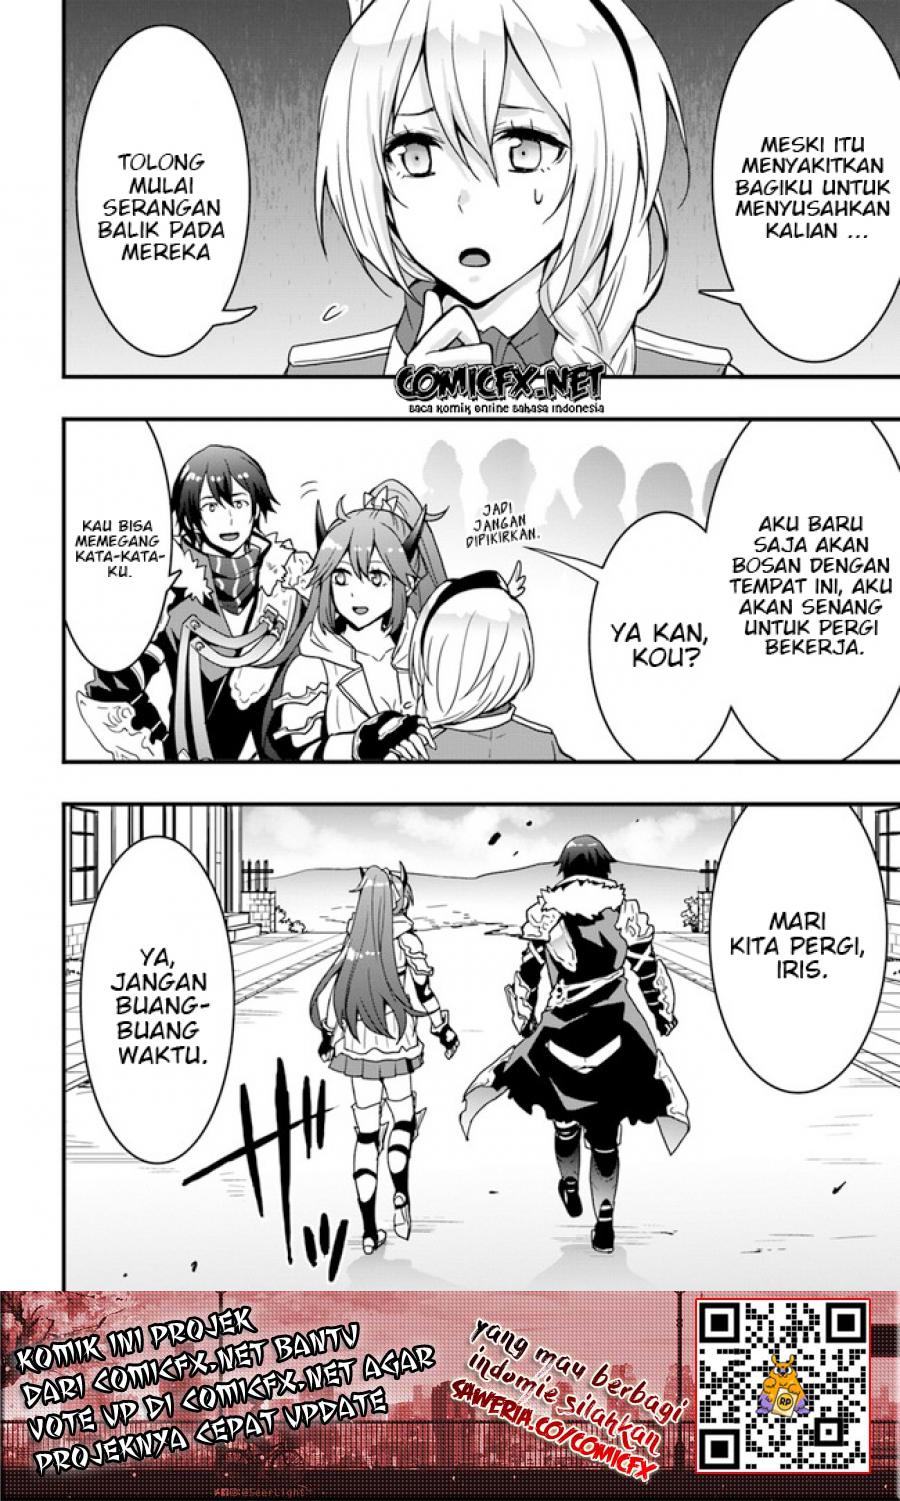 MESKI ITU
MENYAKITKAN
BAGIKU UNTUK
MENYUSAHKAN
KALIAN ...
TOLONG
MULAI
SERANGAN
BALIK PADA
MEREKA
COMICFX.NET
Baca Komik Online Bahasa Indonesia
AKU BARU
SAJA AKAN
BOSAN DENGAN
TEMPAT INI, AKU
AKAN SENANG
UNTUK PERGI
BEKERJA.
YA KAN,
KOU?
JADI
JANGAN
DIPIKIRKAN.
KAU BISA
MEMEGANG
KATA-KATA-
KU.
MARI
KITA PERGI,
IRIS.
YA,
JANGAN
BUANG-
BUANG
WAKTU.
KOMIK INI PROJEK
DARI COMICFX.NET BANTU
VOTE UP DI COMICFX.NET AGAR
PROJEKNYA CEPAT UPDATE
yang mau berbagi
indomie silahkan
SAWERIA.CO/COMICFX
RP